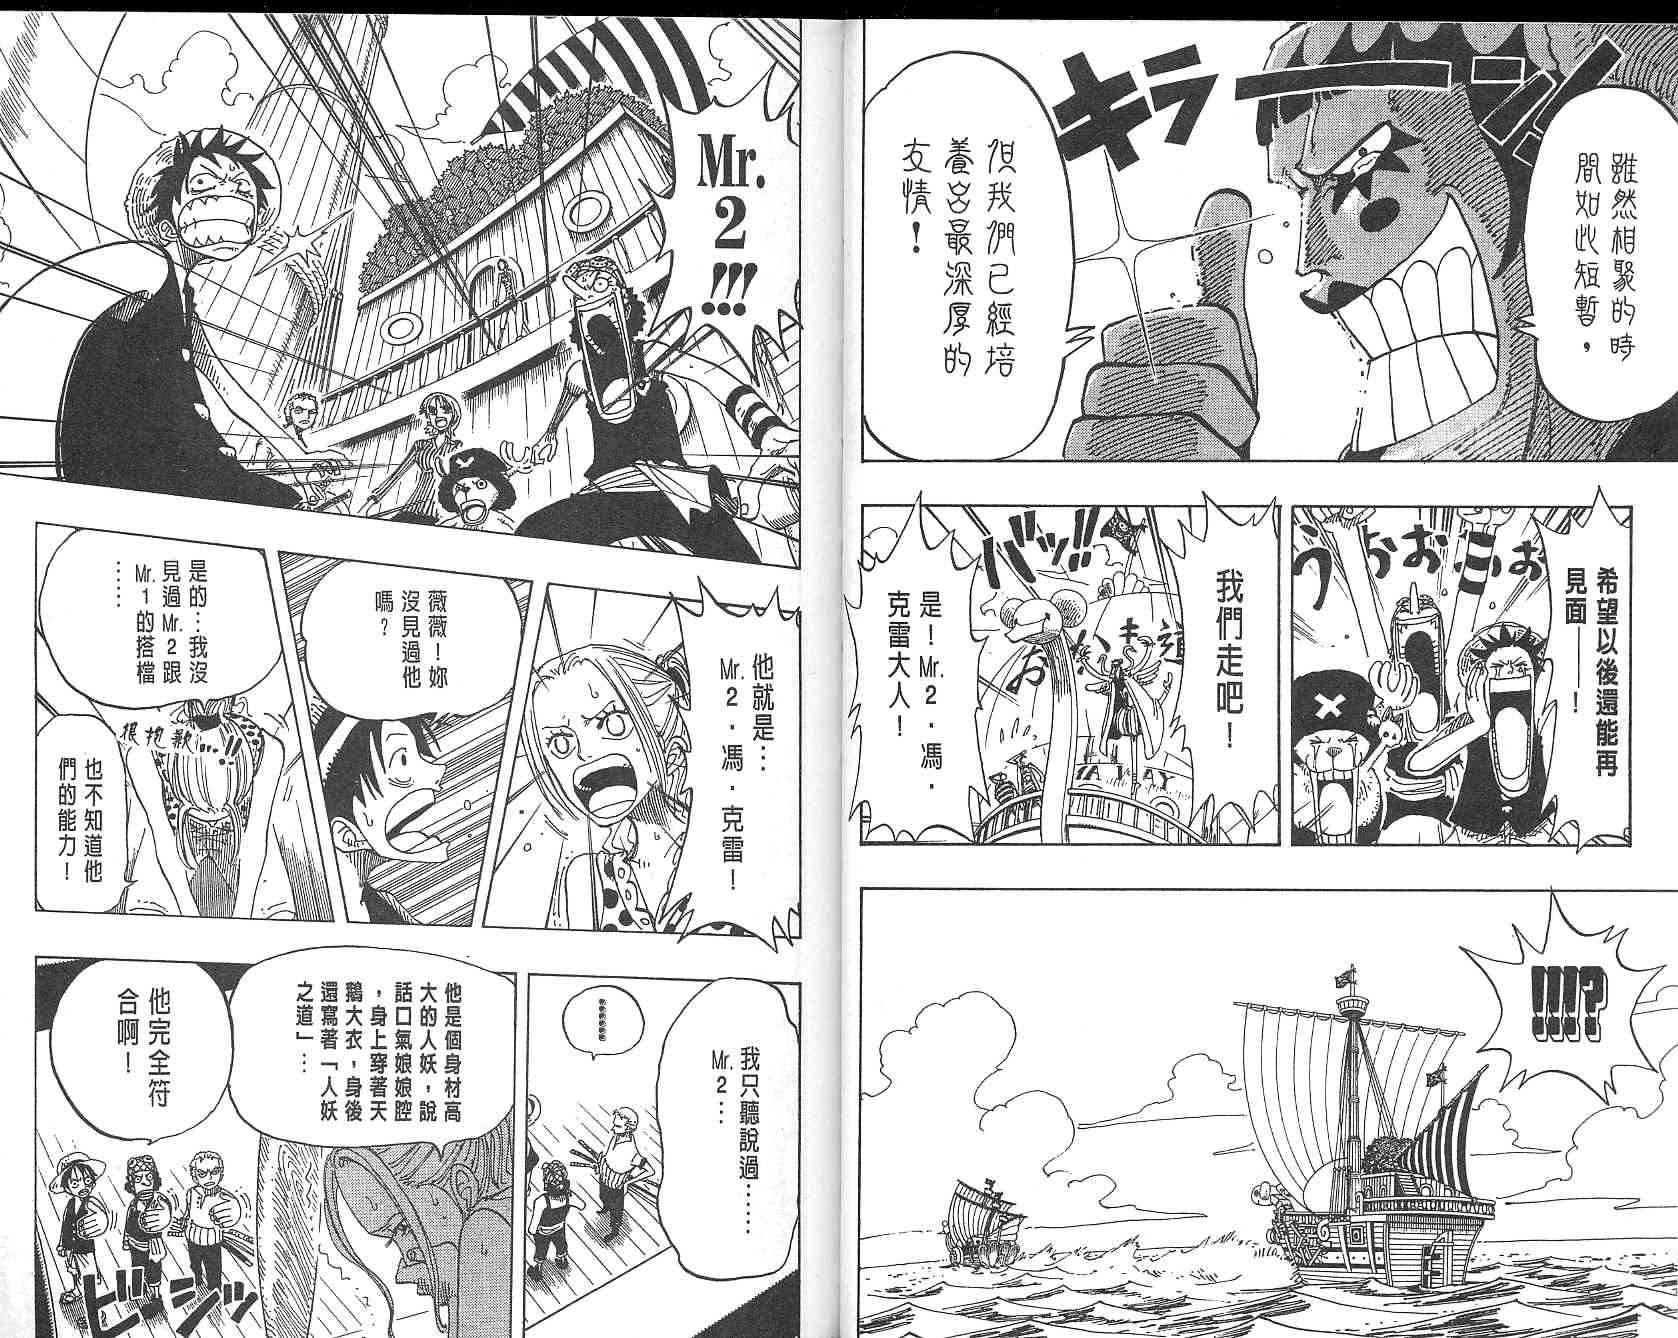 雖然相聚的時
間如此短暫，
キラーン!
但我們已經培
養出最深厚的
友情！
希望以後還能再
見面——！
うおおおお
我們走吧！
バッ!!
おかま道
是！Mr.
2．馮．
克雷大人！
!!!!?
Mr.
2
!!!
他就是…
Mr.
2．馮．克雷！
薇薇！妳
沒見過他
嗎？
是的…我沒
見過Mr.2跟
Mr.1的搭檔
……
很抱歉……!!
也不知道他
們的能力！
我只聽說過……
Mr.
2…
他是個身材高
大的人妖，說
話口氣娘娘腔
，身上穿著天
鵝大衣，身後
還寫著「人妖
之道」…
他完全符
合啊！
ビシッ